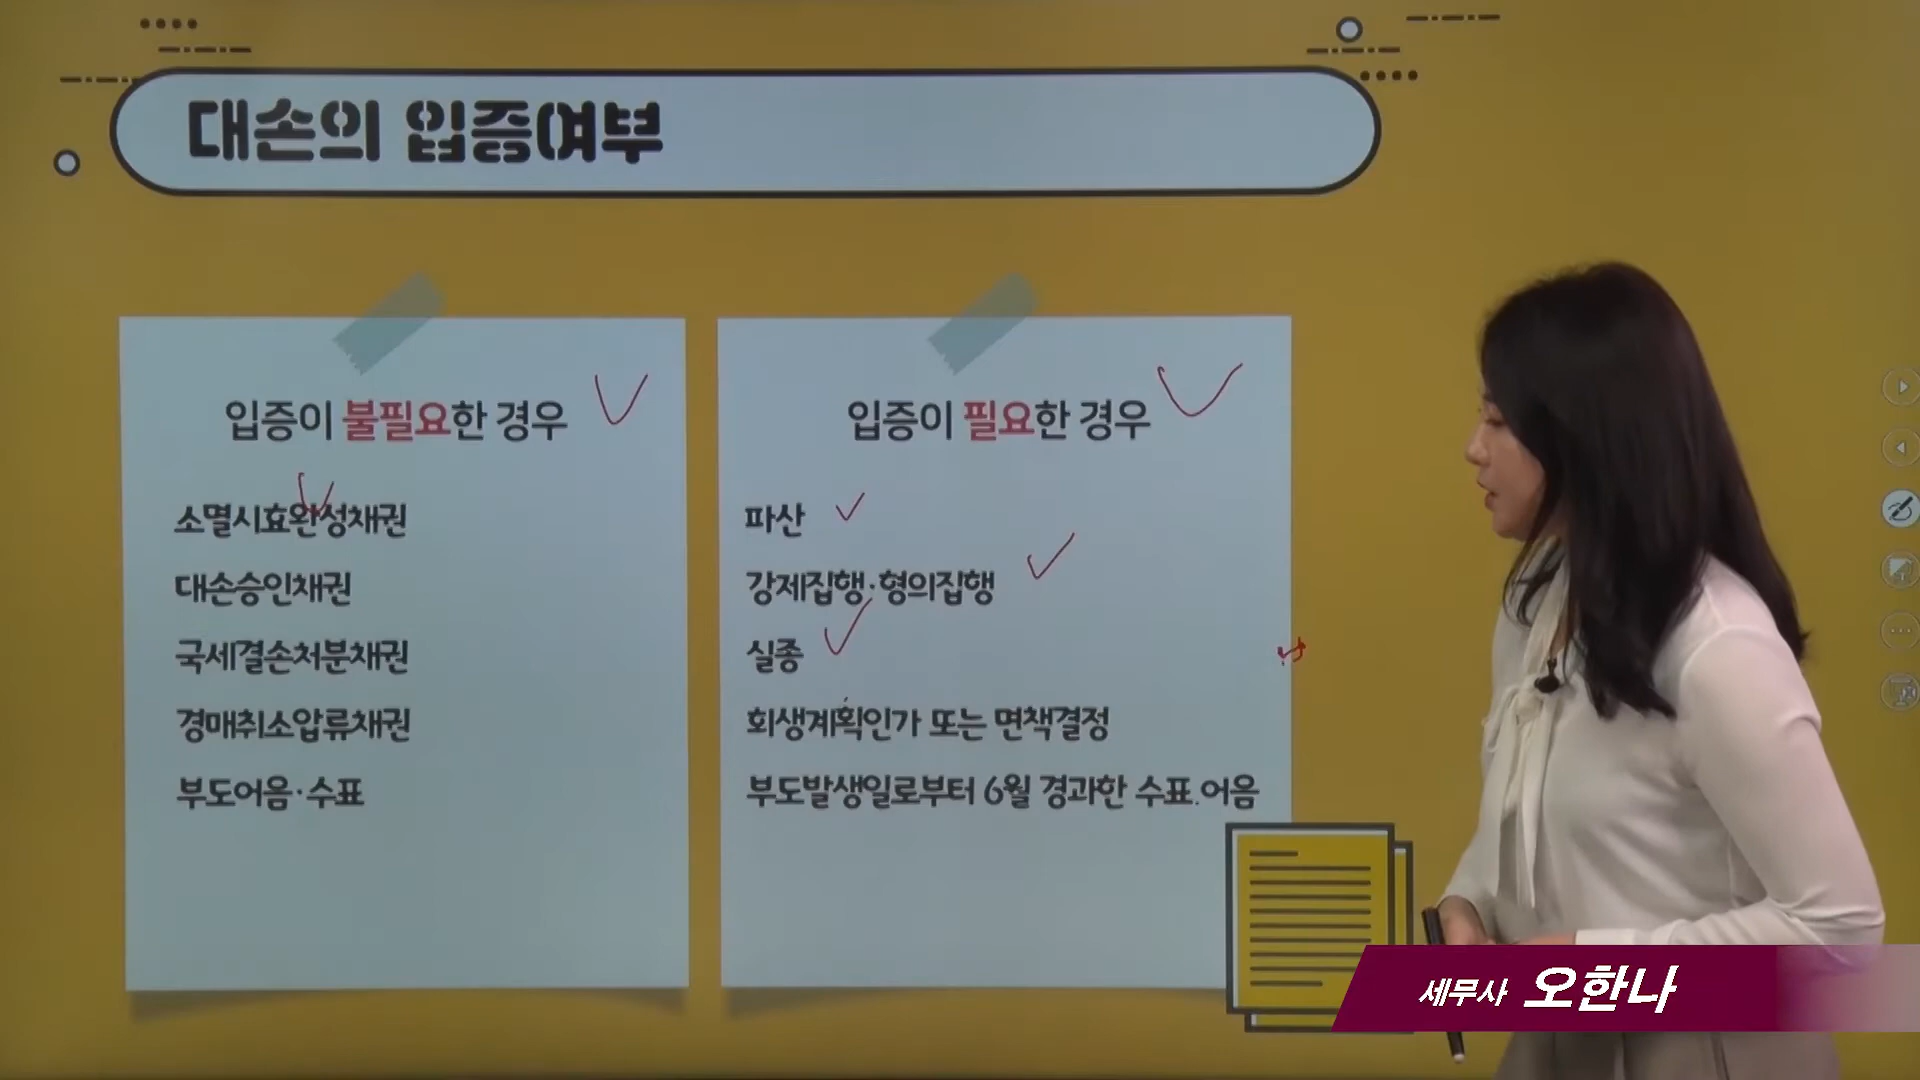 대손의 입증여부
입증이 불필요한 경우
소멸시효완성채권
대손승인채권
국세결손처분채권
경매취소압류채권
부도어음·수표
입증이 필요한 경우
파산
강제집행·형의집행
실종
회생계획인가 또는 면책결정
부도발생일로부터 6월 경과한 수표.어음
세무사 오한나